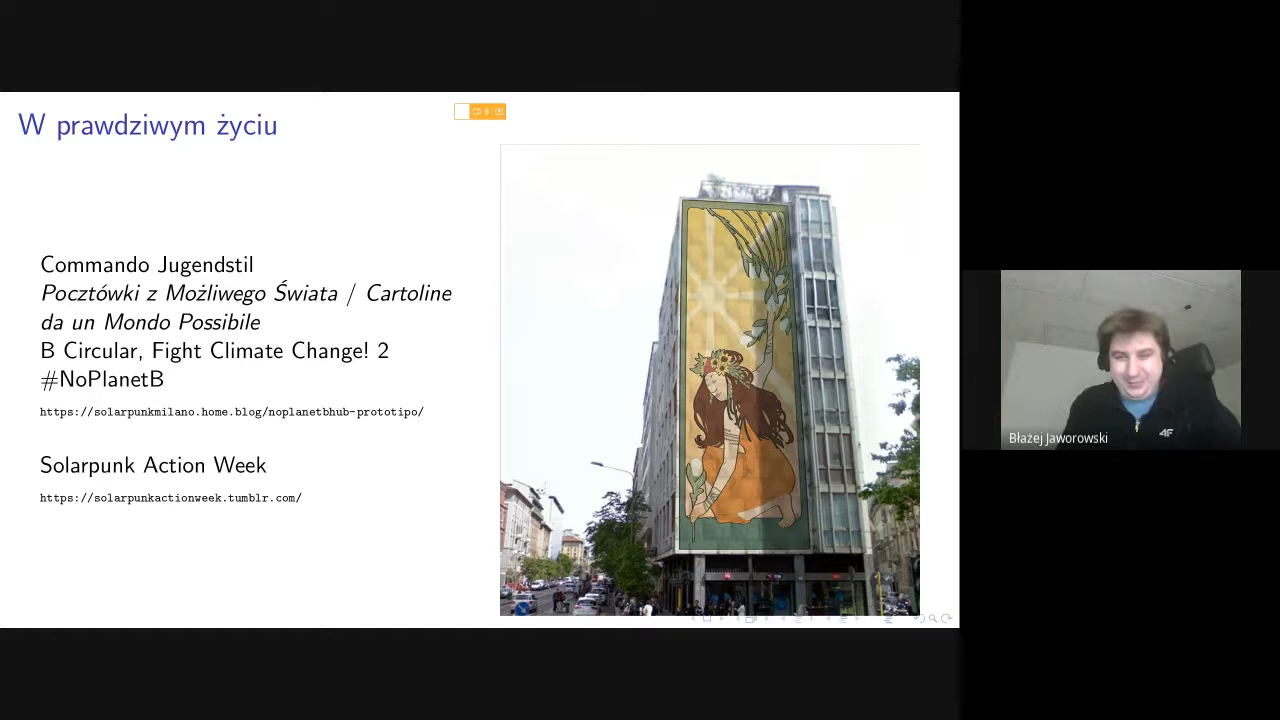 W prawdziwym życiu
Commando Jugendstil
Pocztówki z Możliwego Świata / Cartoline
da un Mondo Possibile
B Circular, Fight Climate Change! 2
#NoPlanetB
https://solarpunkmilano.home.blog/noplanetbhub-prototipo/
Solarpunk Action Week
https://solarpunkactionweek.tumblr.com/
4F
Błażej Jaworowski